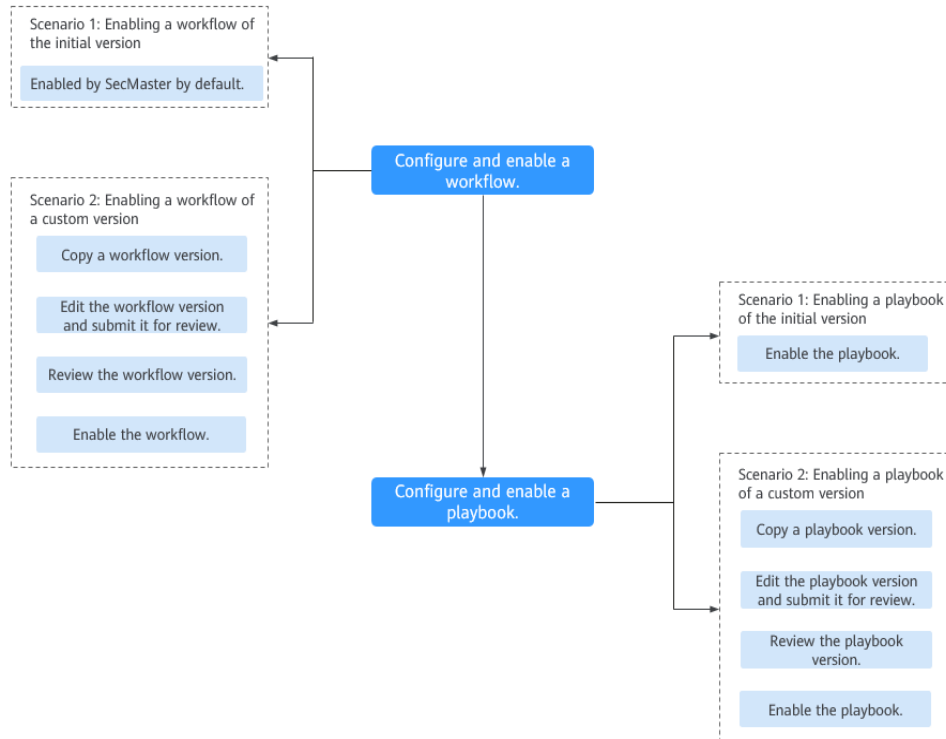 Scenario 1: Enabling a workflow of
the initial version
Enabled by SecMaster by default.
Configure and enable a
workflow.
Scenario 2: Enabling a workflow of
a custom version
Copy a workflow version.
Edit the workflow version
and submit it for review.
Review the workflow version.
Enable the workflow.
Configure and enable a
playbook.
Scenario 1: Enabling a playbook
of the initial version
Enable the playbook.
Scenario 2: Enabling a playbook
of a custom version
Copy a playbook version.
Edit the playbook version
and submit it for review.
Review the playbook
version.
Enable the playbook.